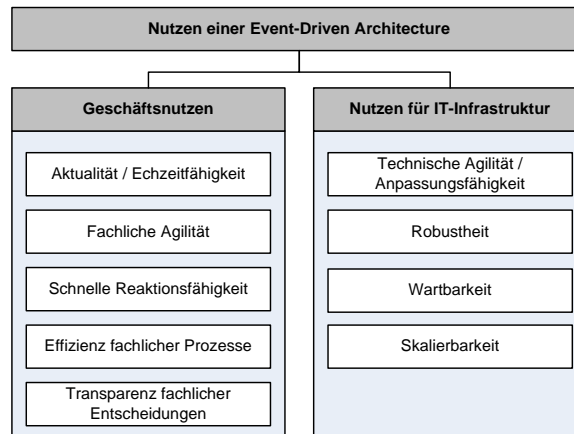 Nutzen einer Event-Driven Architecture
Geschäftsnutzen
Aktualität / Echzeitfähigkeit
Fachliche Agilität
Schnelle Reaktionsfähigkeit
Effizienz fachlicher Prozesse
Transparenz fachlicher
Entscheidungen
Nutzen für IT-Infrastruktur
Technische Agilität /
Anpassungsfähigkeit
Robustheit
Wartbarkeit
Skalierbarkeit